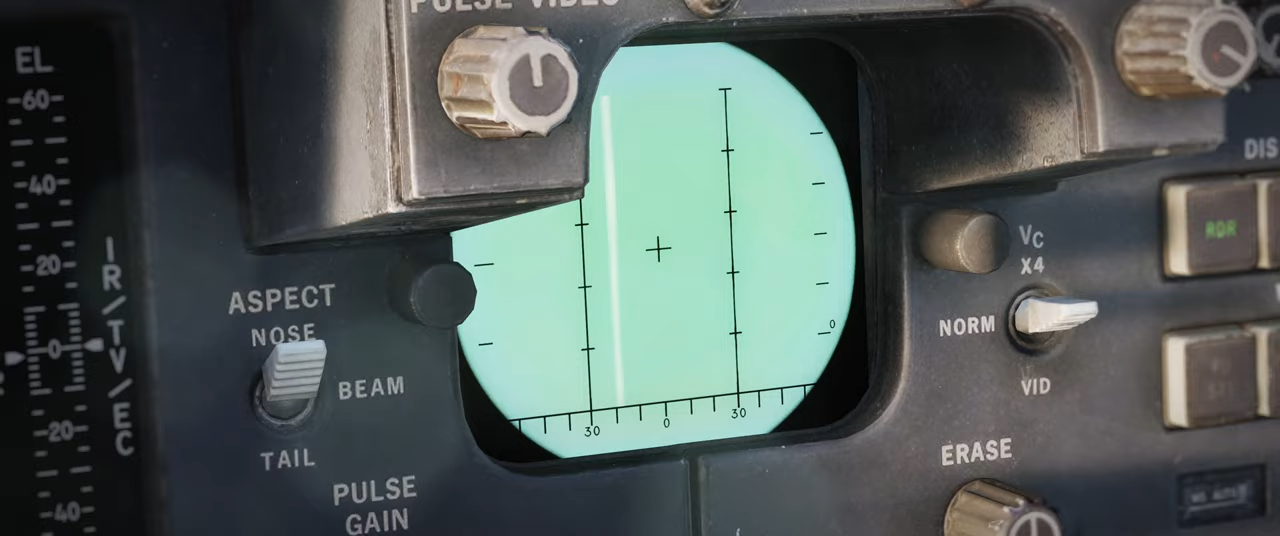 PULSE VIDEO
EL
60
40
20
0
20
40
IR/TV/EC
ASPECT
NOSE
BEAM
TAIL
PULSE
GAIN
30
0
30
0
VC
X4
NORM
VID
ERASE
DIS
RDR